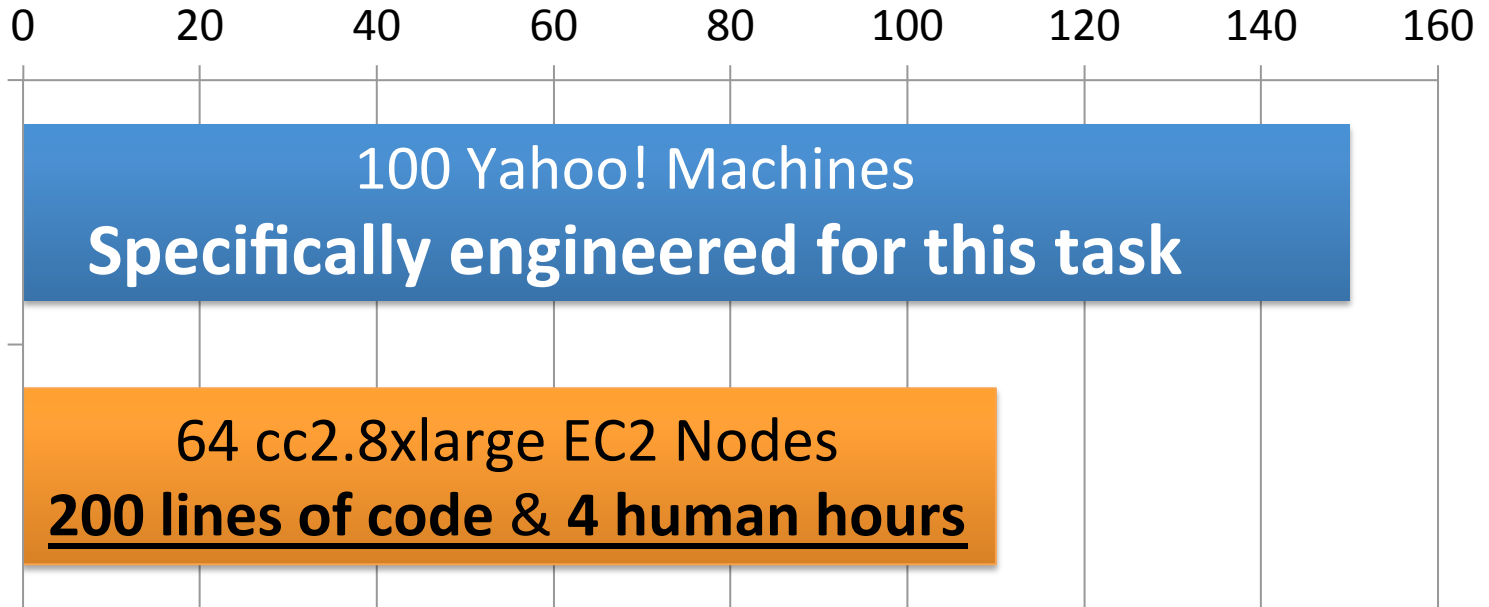 0 20 40 60 80 100 120 140 160
100 Yahoo! Machines
Specifically engineered for this task
64 cc2.8xlarge EC2 Nodes
200 lines of code & 4 human hours